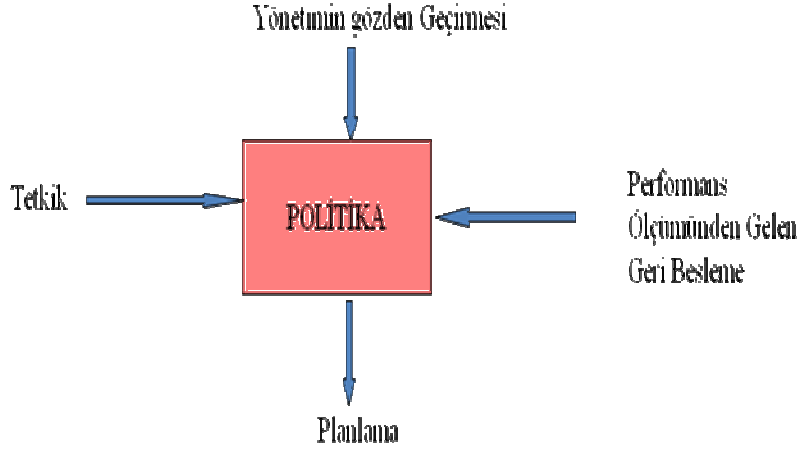 Yönetimin gözden Geçirmesi
Tetkik
POLİTİKA
Performans
Ölçümünden Gelen
Geri Besleme
Planlama